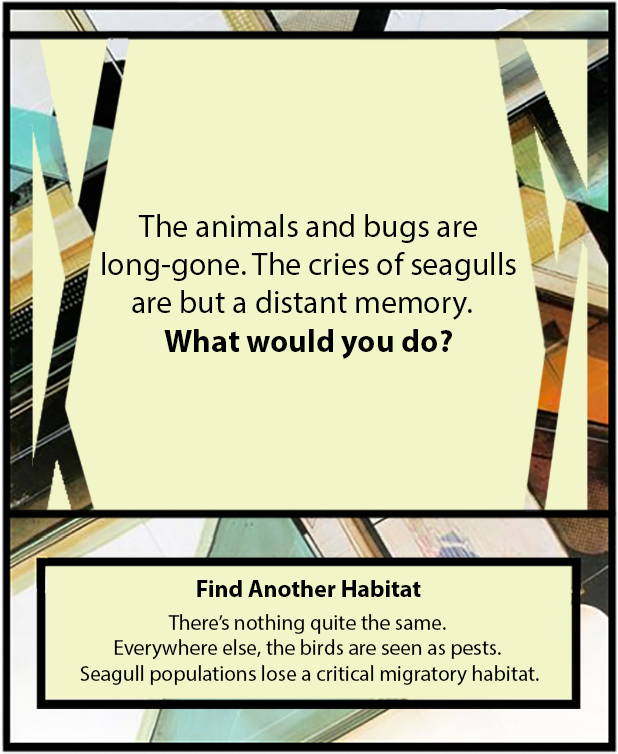 The animals and bugs are
long-gone. The cries of seagulls
are but a distant memory.
What would you do?
Find Another Habitat
There’s nothing quite the same.
Everywhere else, the birds are seen as pests.
Seagull populations lose a critical migratory habitat.